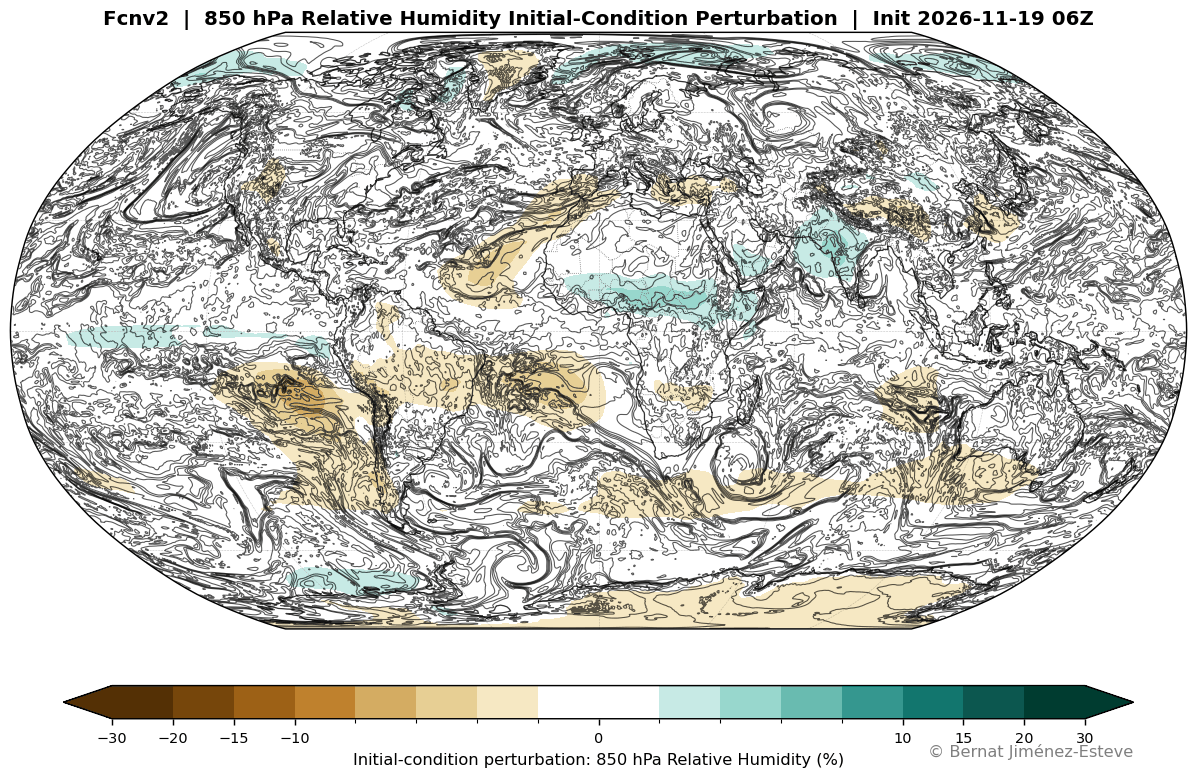 Fcnv2 | 850 hPa Relative Humidity Initial-Condition Perturbation | Init 2026-11-19 06Z
−30 −20 −15 −10 0 10 15 20 30
Initial-condition perturbation: 850 hPa Relative Humidity (%)
© Bernat Jiménez-Esteve